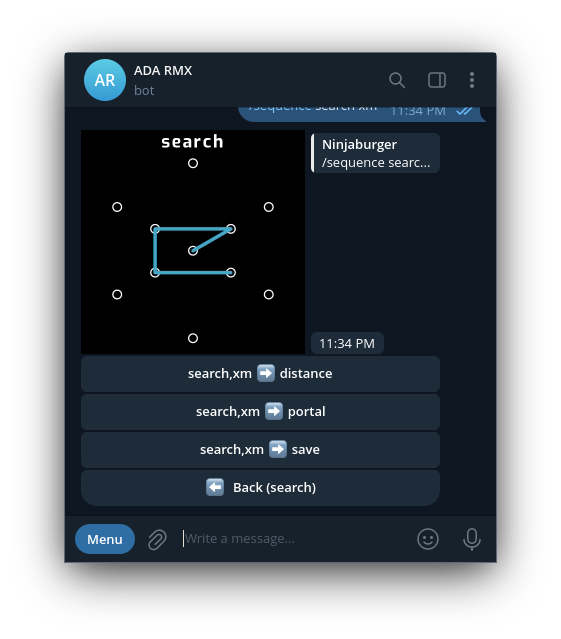 AR
ADA RMX
bot
/sequence search xm 11:34 PM
search
Ninjaburger
/sequence searc...
11:34 PM
search,xm ➡️ distance
search,xm ➡️ portal
search,xm ➡️ save
⬅️ Back (search)
Menu
Write a message...